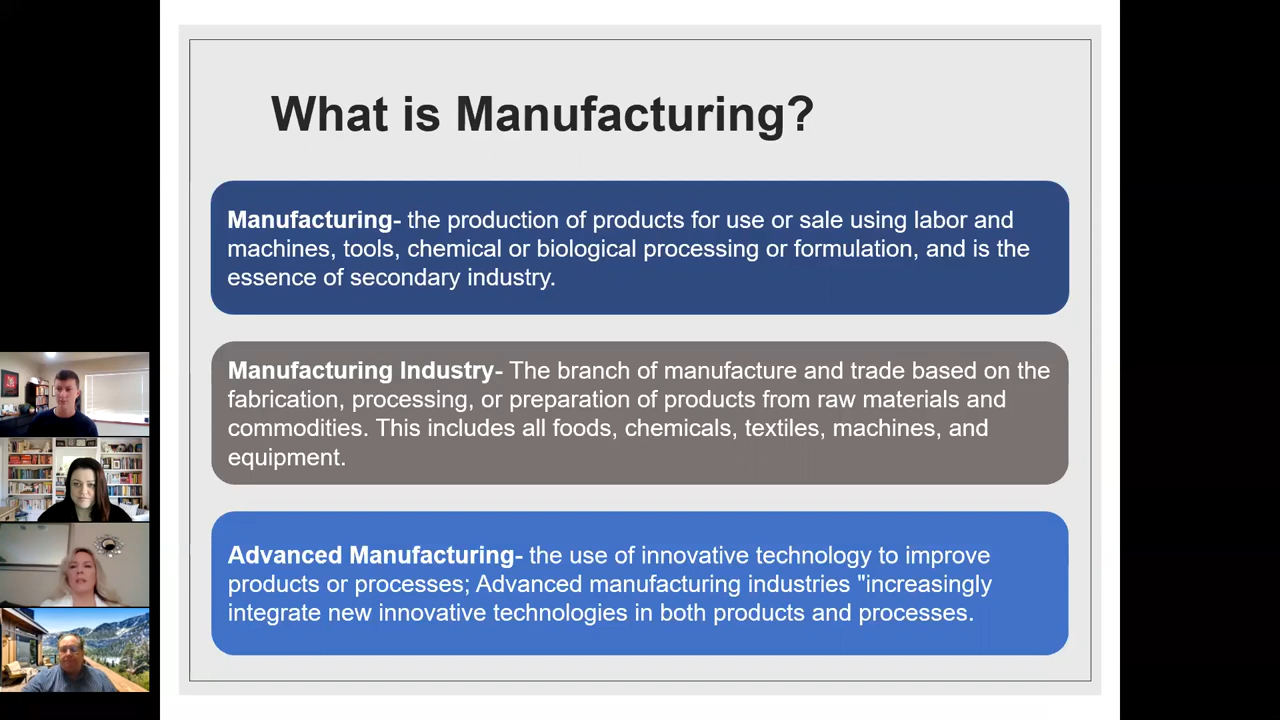 What is Manufacturing?
Manufacturing- the production of products for use or sale using labor and
machines, tools, chemical or biological processing or formulation, and is the
essence of secondary industry.
Manufacturing Industry- The branch of manufacture and trade based on the
fabrication, processing, or preparation of products from raw materials and
commodities. This includes all foods, chemicals, textiles, machines, and
equipment.
Advanced Manufacturing- the use of innovative technology to improve
products or processes; Advanced manufacturing industries "increasingly
integrate new innovative technologies in both products and processes.